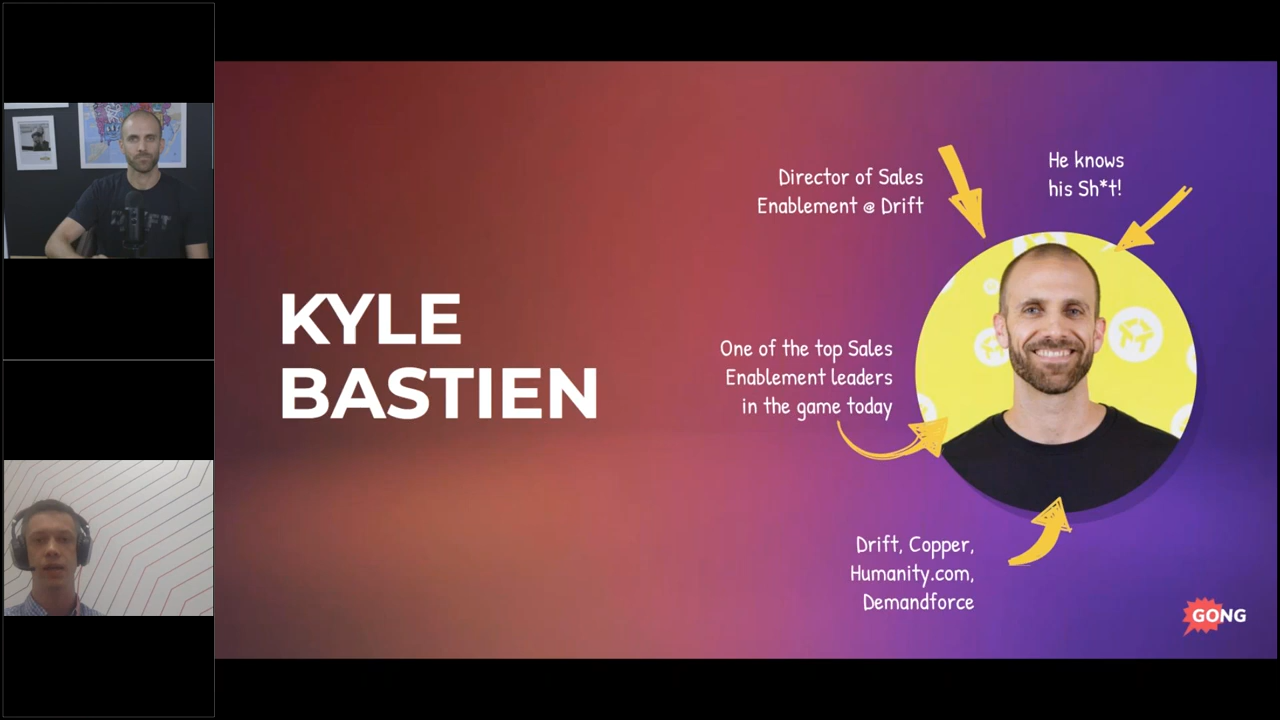 KYLE
BASTIEN
Director of Sales
Enablement @ Drift
He knows
his Sh*t!
One of the top Sales
Enablement leaders
in the game today
Drift, Copper,
Humanity.com,
Demandforce
GONG
DRIFT